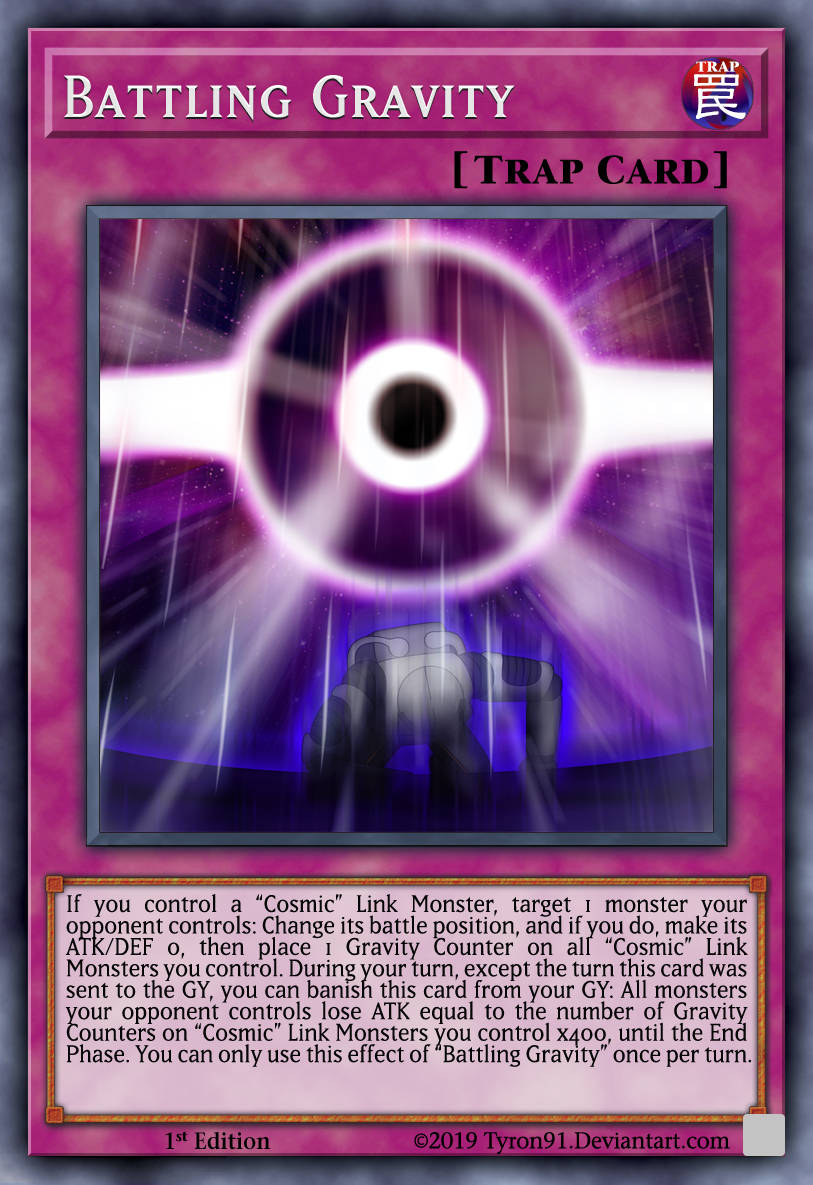 BATTLING GRAVITY
TRAP
罠
[TRAP CARD]
If you control a “Cosmic” Link Monster, target 1 monster your
opponent controls: Change its battle position, and if you do, make its
ATK/DEF 0, then place 1 Gravity Counter on all “Cosmic” Link
Monsters you control. During your turn, except the turn this card was
sent to the GY, you can banish this card from your GY: All monsters
your opponent controls lose ATK equal to the number of Gravity
Counters on “Cosmic” Link Monsters you control x400, until the End
Phase. You can only use this effect of “Battling Gravity” once per turn.
1st Edition ©2019 Tyron91.Deviantart.com